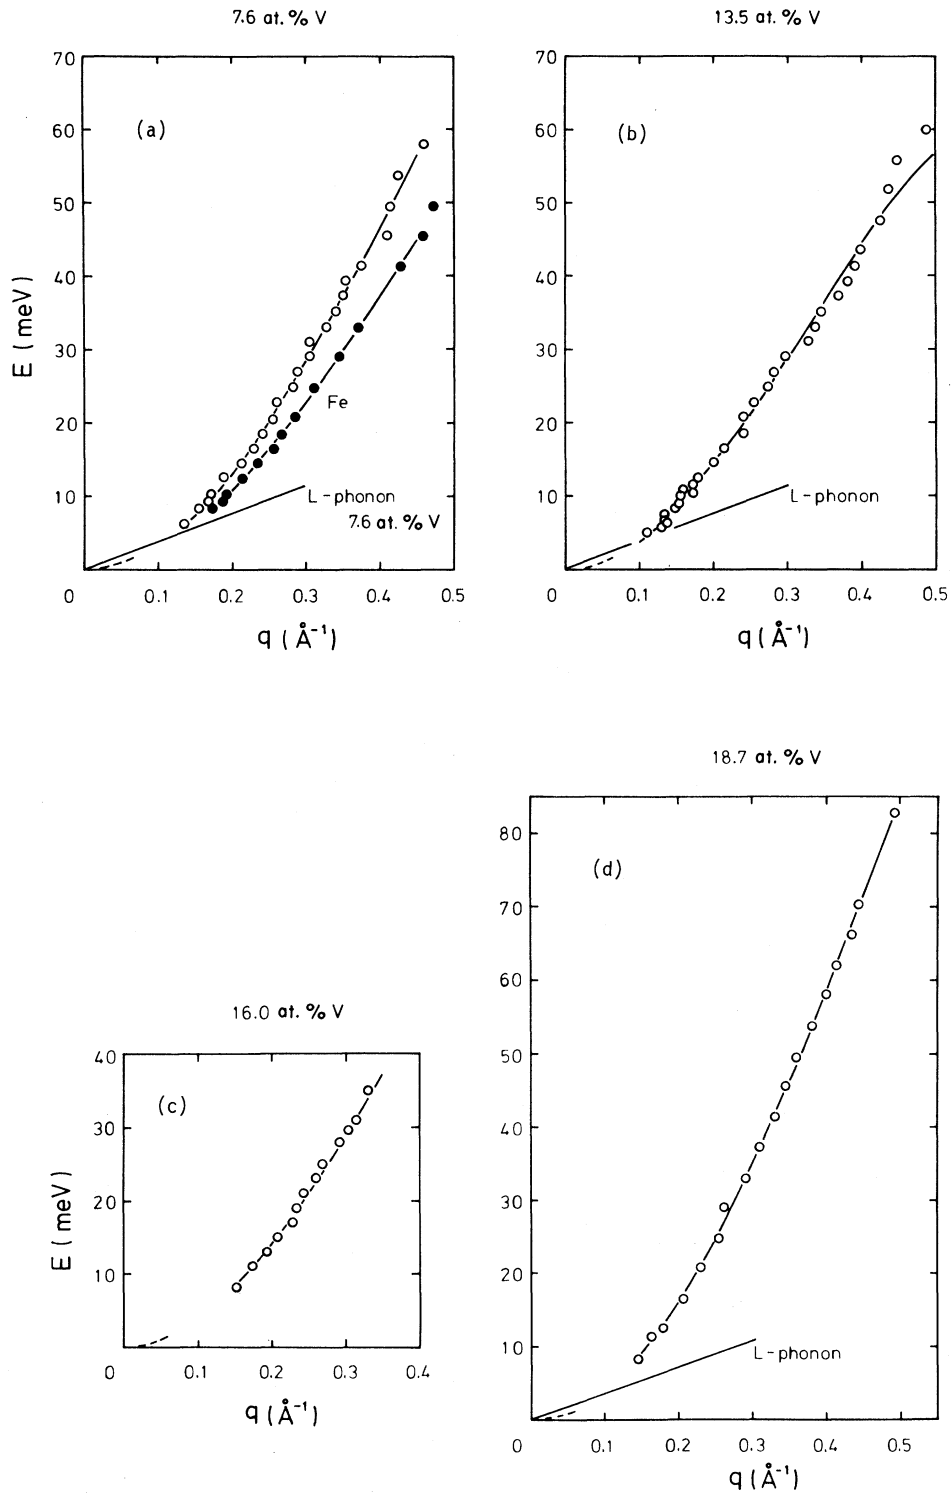 7.6 at. % V
13.5 at. % V
70
60
50
40
30
20
10
0
0.1
0.2
0.3
0.4
0.5
E (meV)
q (Å⁻¹)
(a)
Fe
L-phonon
7.6 at. % V
70
60
50
40
30
20
10
0
0.1
0.2
0.3
0.4
0.5
q (Å⁻¹)
(b)
L-phonon
18.7 at. % V
16.0 at. % V
40
30
20
10
0
0.1
0.2
0.3
0.4
E (meV)
q (Å⁻¹)
(c)
80
70
60
50
40
30
20
10
0
0.1
0.2
0.3
0.4
0.5
q (Å⁻¹)
(d)
L-phonon